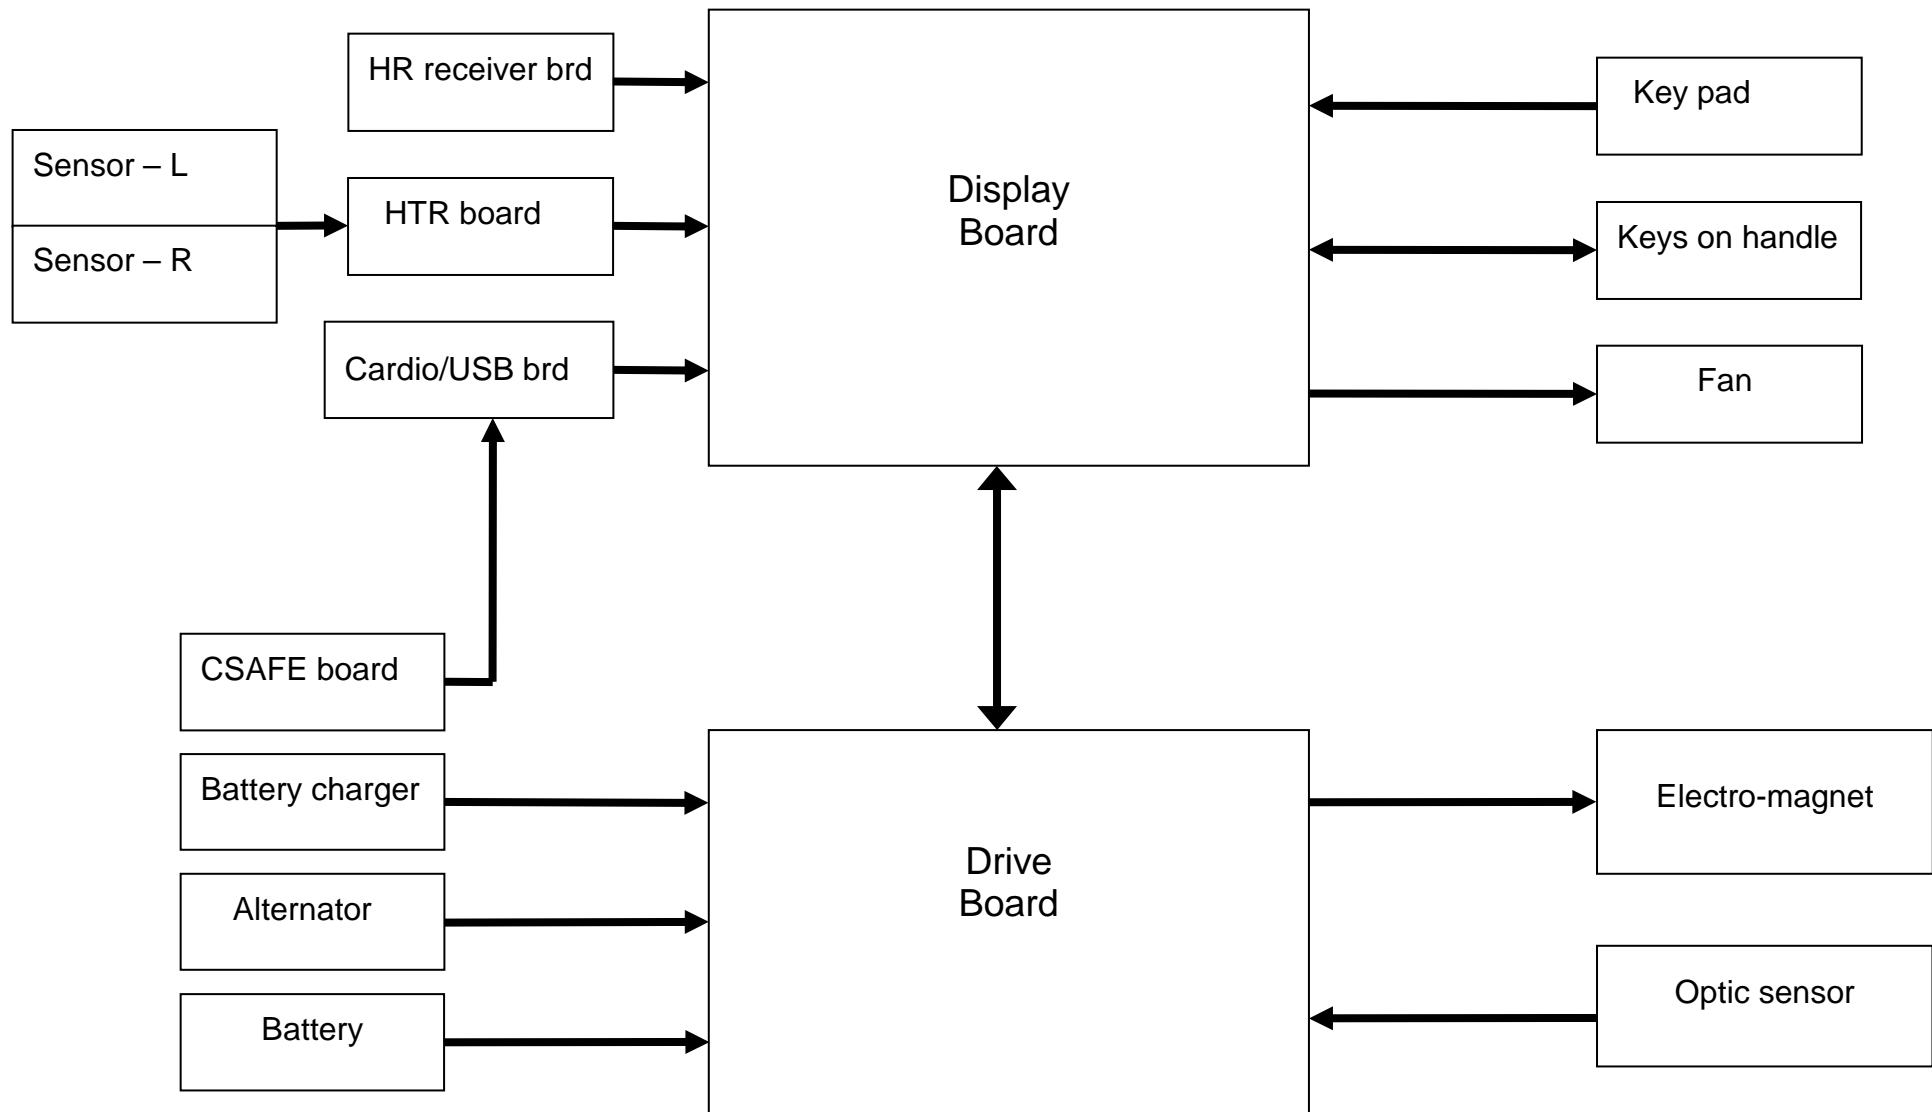 HR receiver brd
Key pad
Sensor – L
HTR board
Display
Board
Keys on handle
Sensor – R
Cardio/USB brd
Fan
CSAFE board
Battery charger
Electro-magnet
Drive
Board
Alternator
Optic sensor
Battery